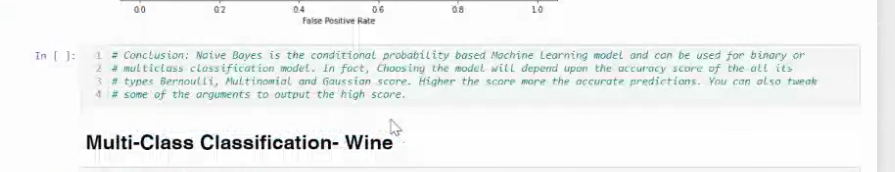 0.0 0.2 0.4 0.6 0.8 1.0
False Positive Rate
In [ ]: 1 # Conclusion: Naive Bayes is the conditional probability based Machine Learning model and can be used for binary or
2 # multiclass classification model. in fact, Choosing the model will depend upon the accuracy score of the all its
3 # types Bernoulli, Multinomial and Gaussian score. Higher the score more the accurate predictions. You can also tweak
4 # some of the arguments to output the high score.
Multi-Class Classification- Wine